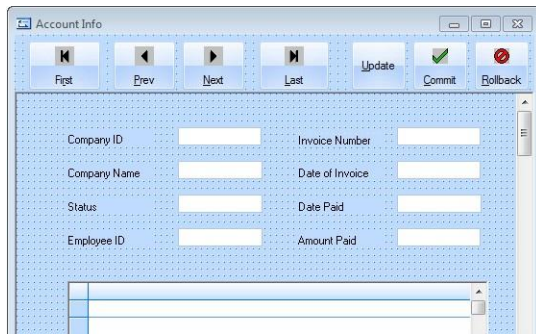 Account Info
First Prev Next Last Update Commit Rollback
Company ID Invoice Number
Company Name Date of Invoice
Status Date Paid
Employee ID Amount Paid